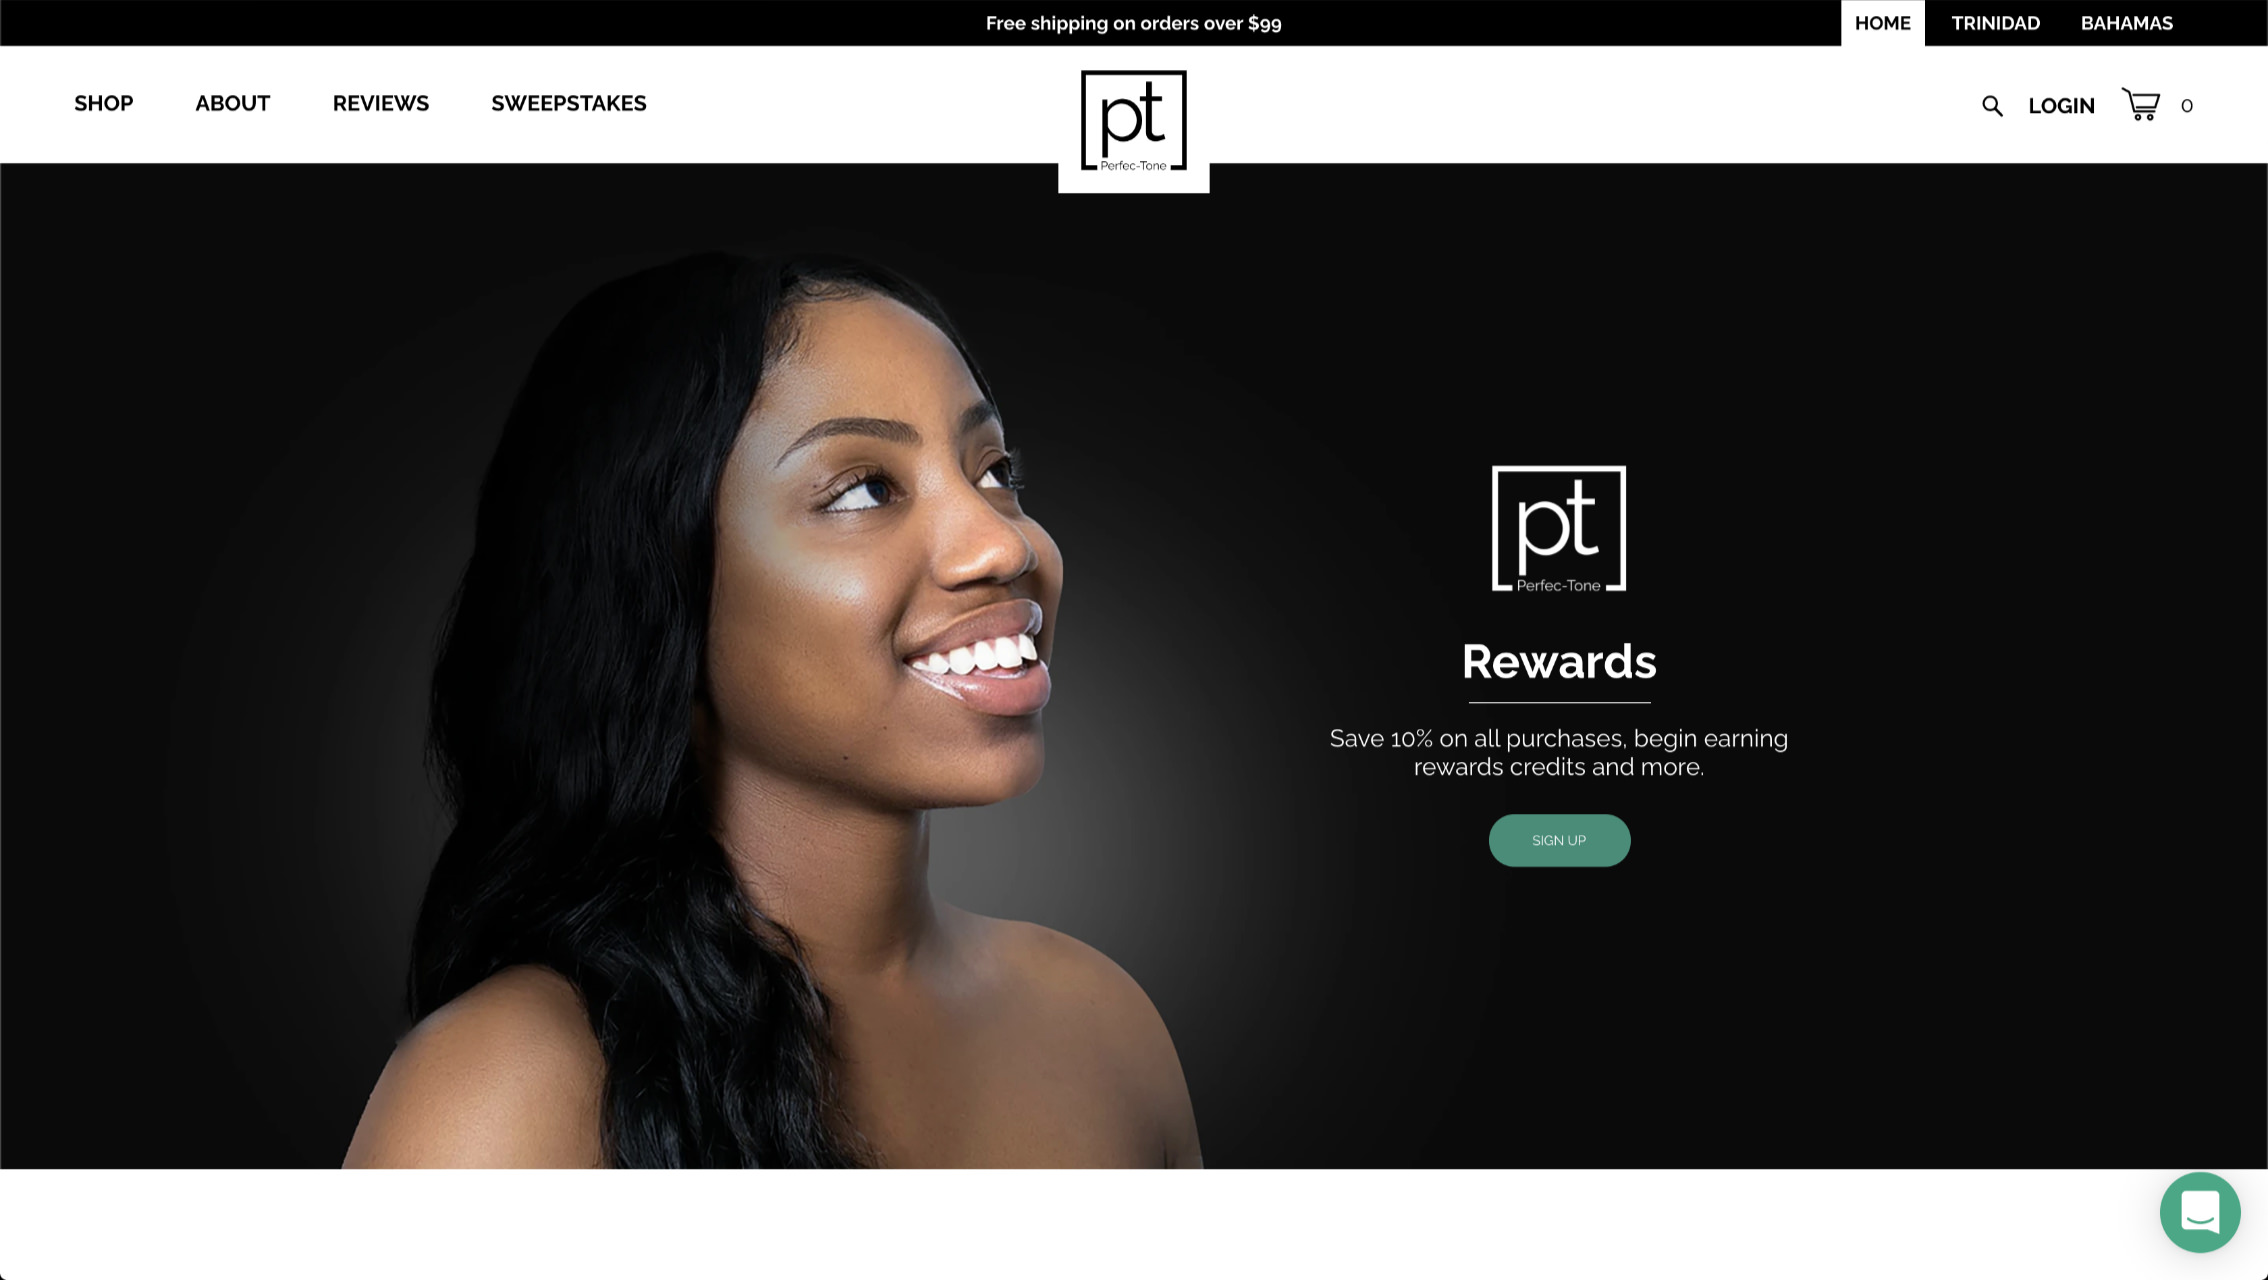 Free shipping on orders over $99
HOME
TRINIDAD
BAHAMAS
SHOP
ABOUT
REVIEWS
SWEEPSTAKES
pt
Perfec-Tone
LOGIN
0
pt
Perfec-Tone
Rewards
Save 10% on all purchases, begin earning
rewards credits and more.
SIGN UP